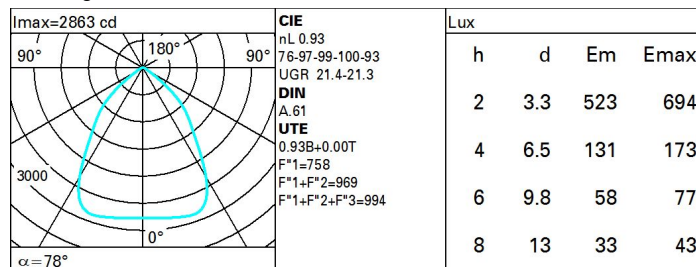 Imax=2863 cd
90°
180°
90°
3000
0°
α=78°
CIE
nL 0.93
76-97-99-100-93
UGR 21.4-21.3
DIN
A.61
UTE
0.93B+0.00T
F"1=758
F"1+F"2=969
F"1+F"2+F"3=994
Lux
h d Em Emax
2 3.3 523 694
4 6.5 131 173
6 9.8 58 77
8 13 33 43